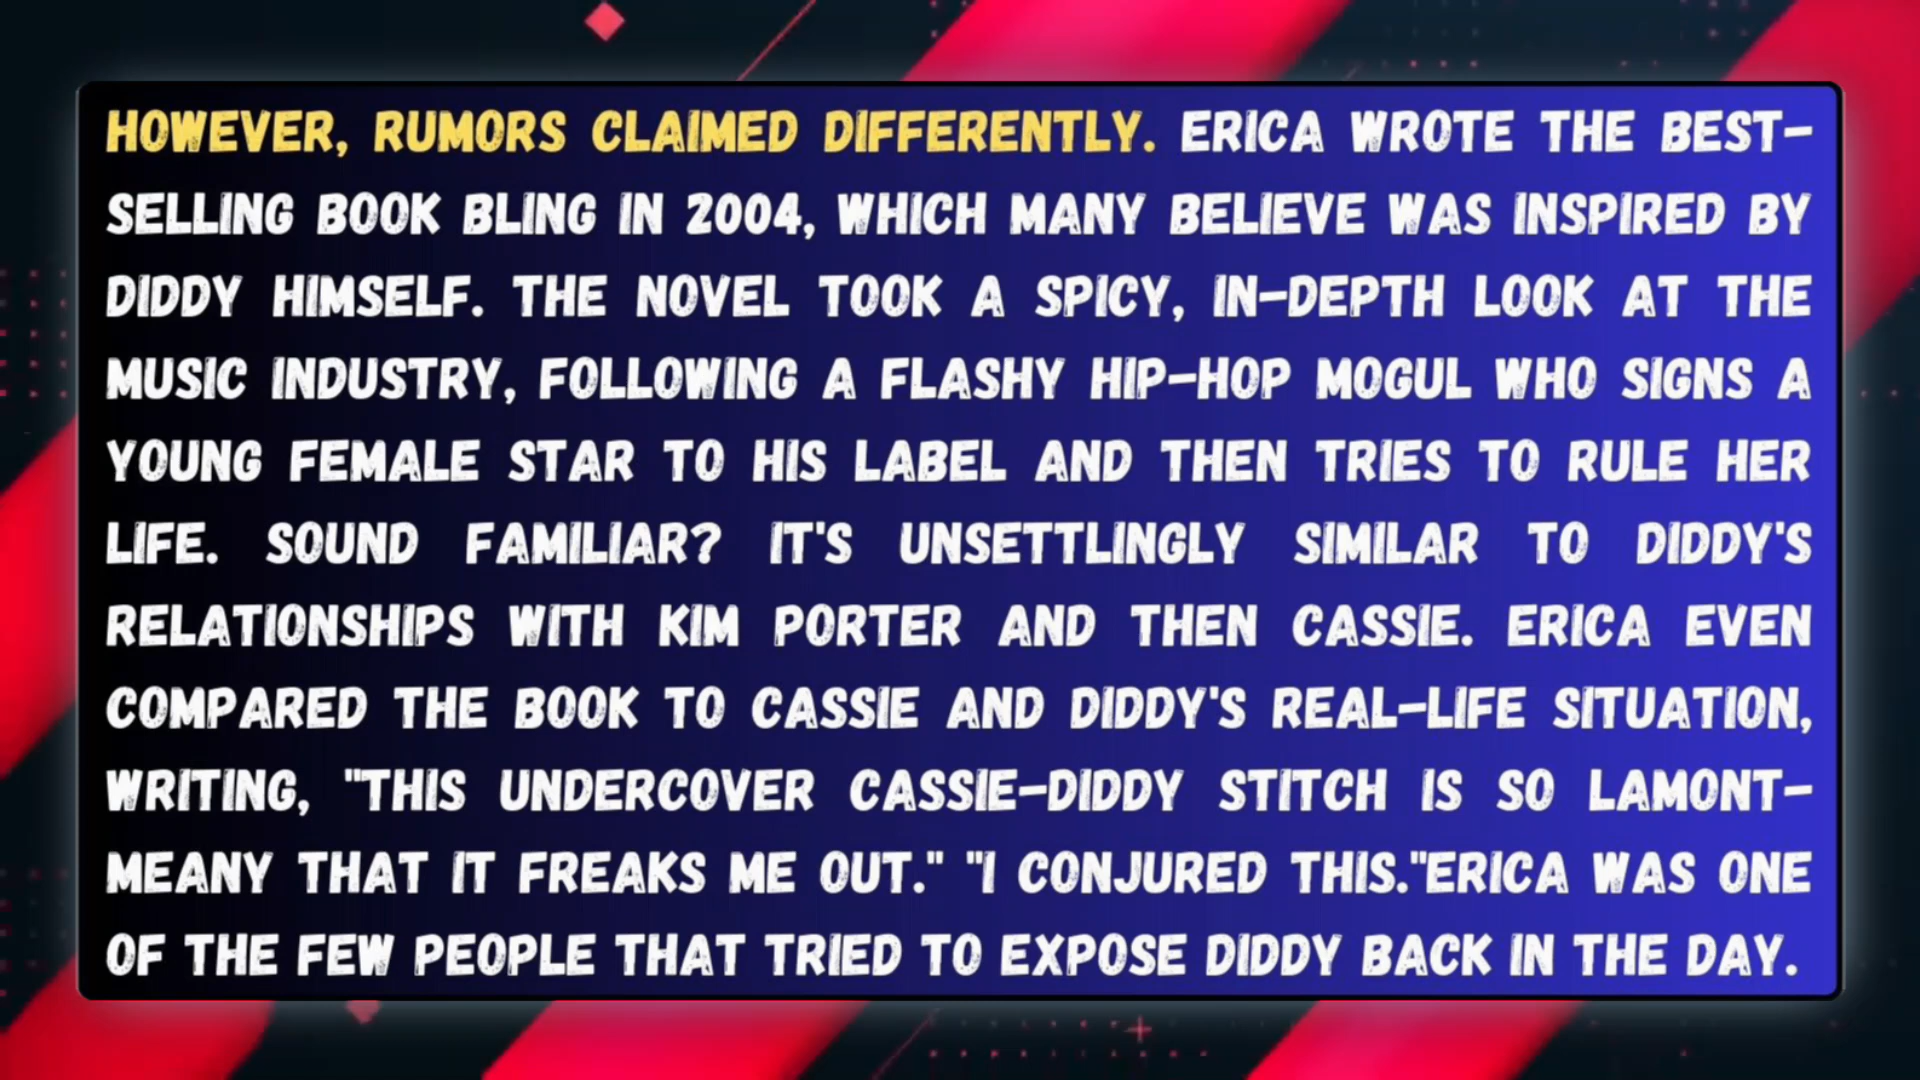 HOWEVER, RUMORS CLAIMED DIFFERENTLY. ERICA WROTE THE BEST-
SELLING BOOK BLING IN 2004, WHICH MANY BELIEVE WAS INSPIRED BY
DIDDY HIMSELF. THE NOVEL TOOK A SPICY, IN-DEPTH LOOK AT THE
MUSIC INDUSTRY, FOLLOWING A FLASHY HIP-HOP MOGUL WHO SIGNS A
YOUNG FEMALE STAR TO HIS LABEL AND THEN TRIES TO RULE HER
LIFE. SOUND FAMILIAR? IT'S UNSETTLINGLY SIMILAR TO DIDDY'S
RELATIONSHIPS WITH KIM PORTER AND THEN CASSIE. ERICA EVEN
COMPARED THE BOOK TO CASSIE AND DIDDY'S REAL-LIFE SITUATION,
WRITING, "THIS UNDERCOVER CASSIE-DIDDY STITCH IS SO LAMONT-
MEANY THAT IT FREAKS ME OUT." "I CONJURED THIS."ERICA WAS ONE
OF THE FEW PEOPLE THAT TRIED TO EXPOSE DIDDY BACK IN THE DAY.